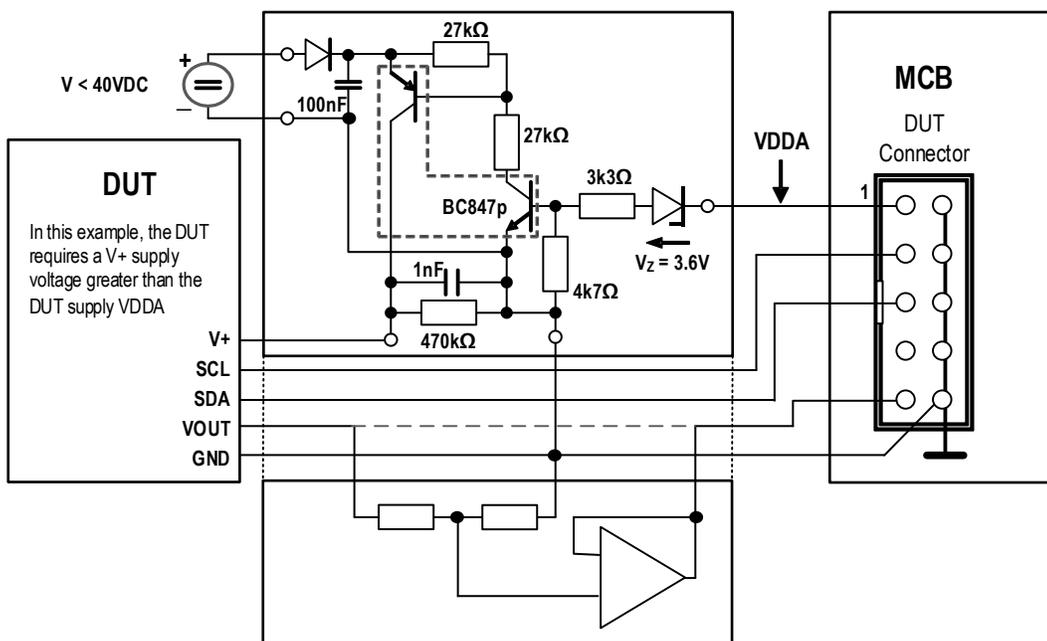 V < 40VDC
+
–
100nF
27kΩ
27kΩ
BC847p
3k3Ω
V_Z = 3.6V
4k7Ω
1nF
470kΩ
VDDA
MCB
DUT
Connector
1
DUT
In this example, the DUT
requires a V+ supply
voltage greater than the
DUT supply VDDA
V+
SCL
SDA
VOUT
GND